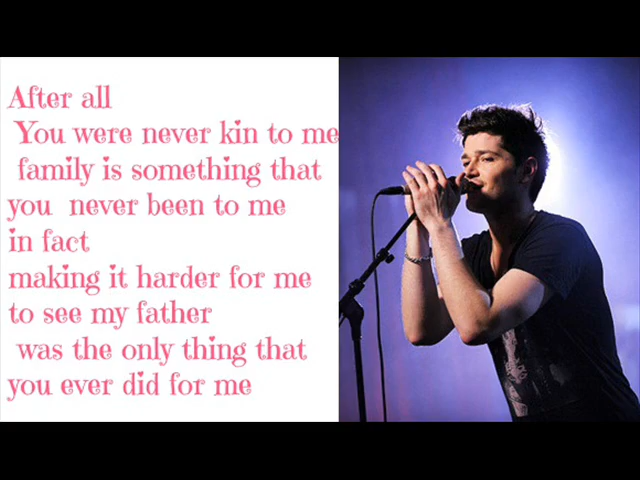 After all
You were never kin to me
family is something that
you never been to me
in fact
making it harder for me
to see my father
was the only thing that
you ever did for me